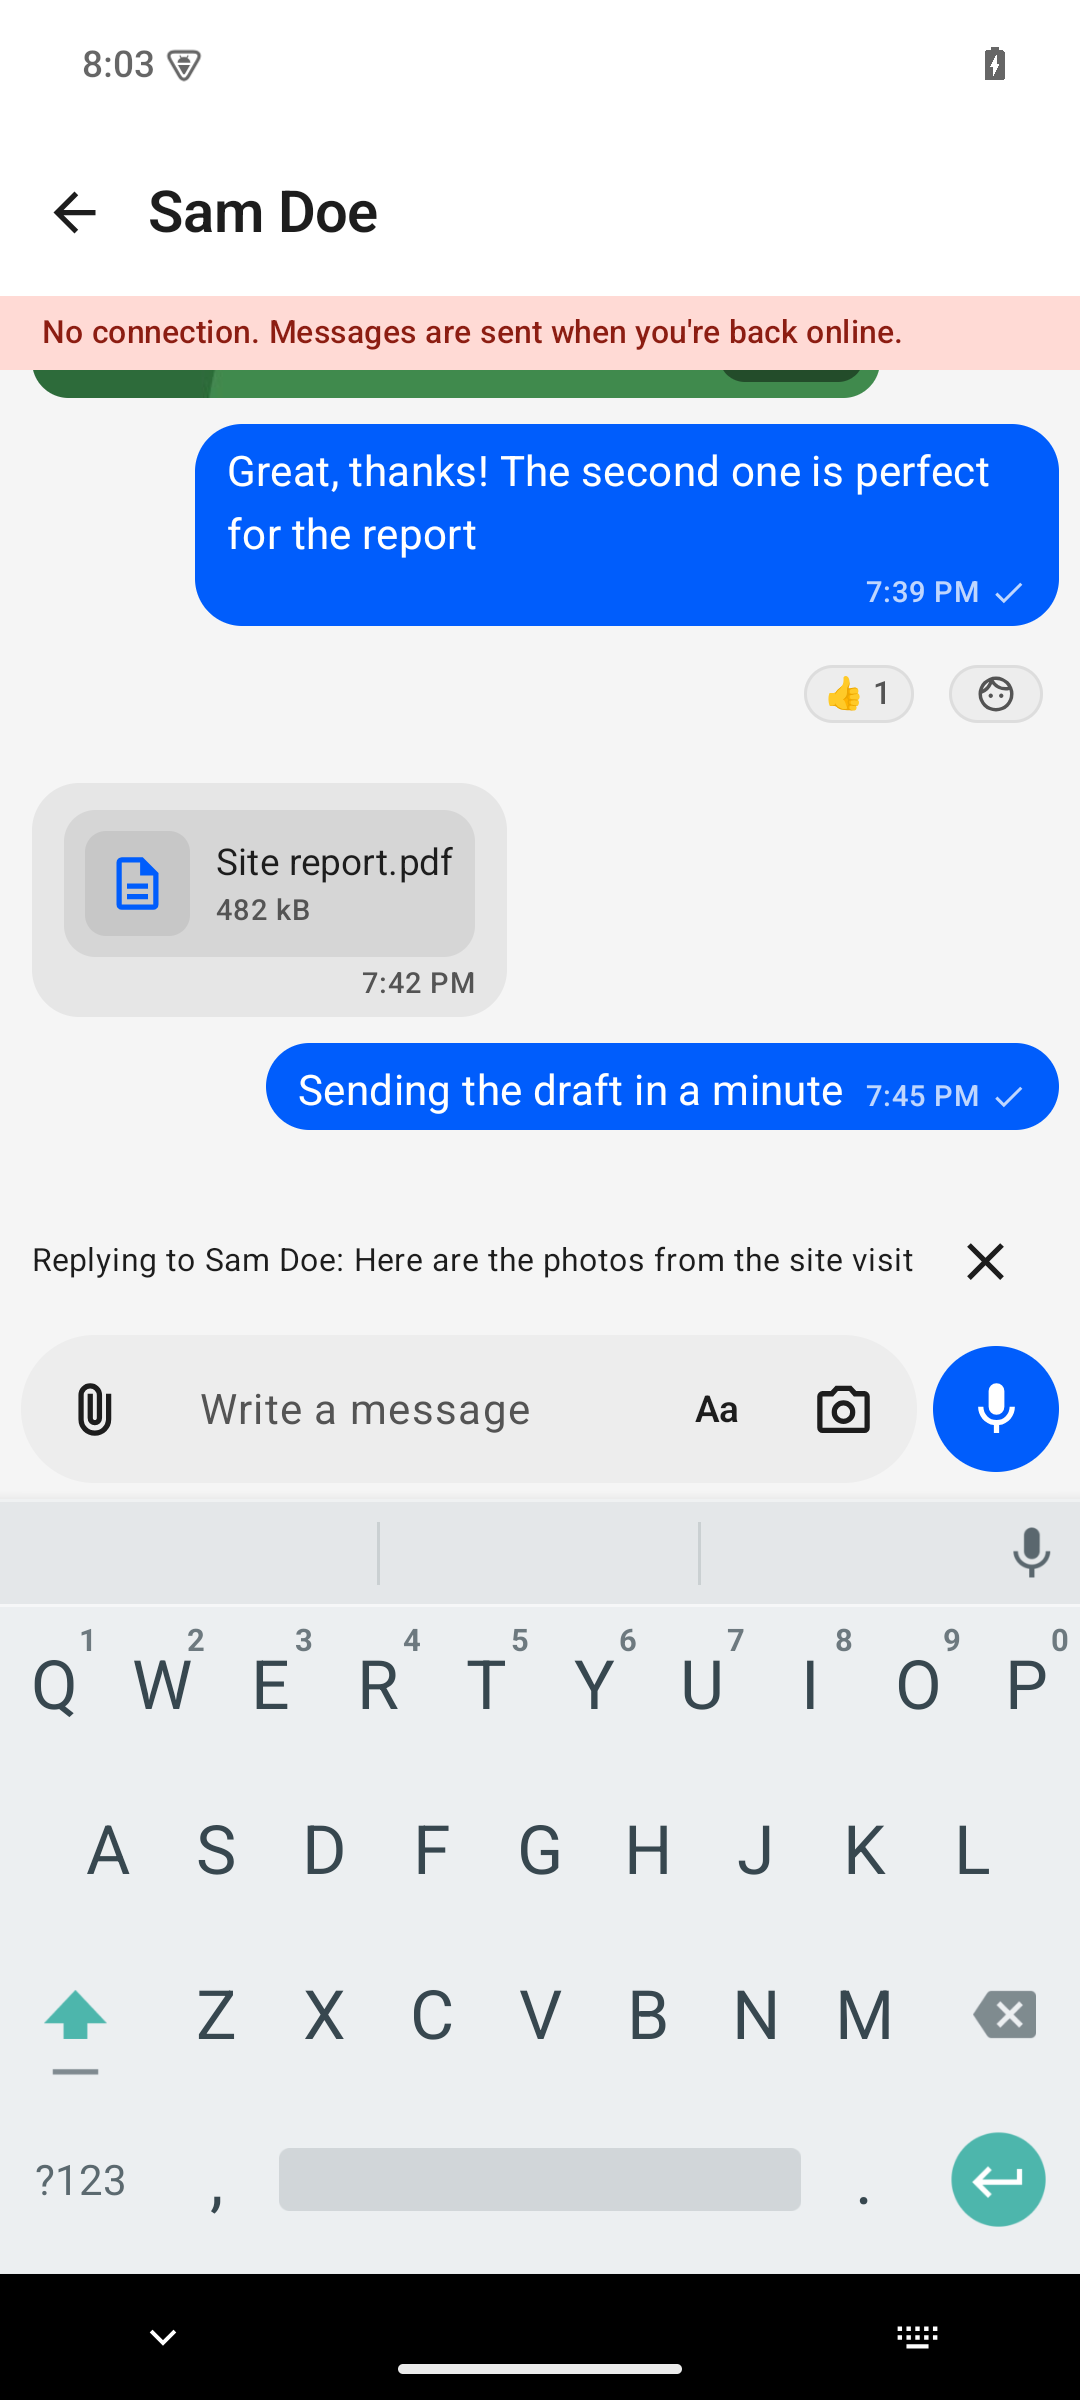 8:03
Sam Doe
No connection. Messages are sent when you're back online.
Great, thanks! The second one is perfect
for the report
7:39 PM
👍 1
Site report.pdf
482 kB
7:42 PM
Sending the draft in a minute 7:45 PM
Replying to Sam Doe: Here are the photos from the site visit
Write a message Aa
1 2 3 4 5 6 7 8 9 0
Q W E R T Y U I O P
A S D F G H J K L
Z X C V B N M
?123 , .